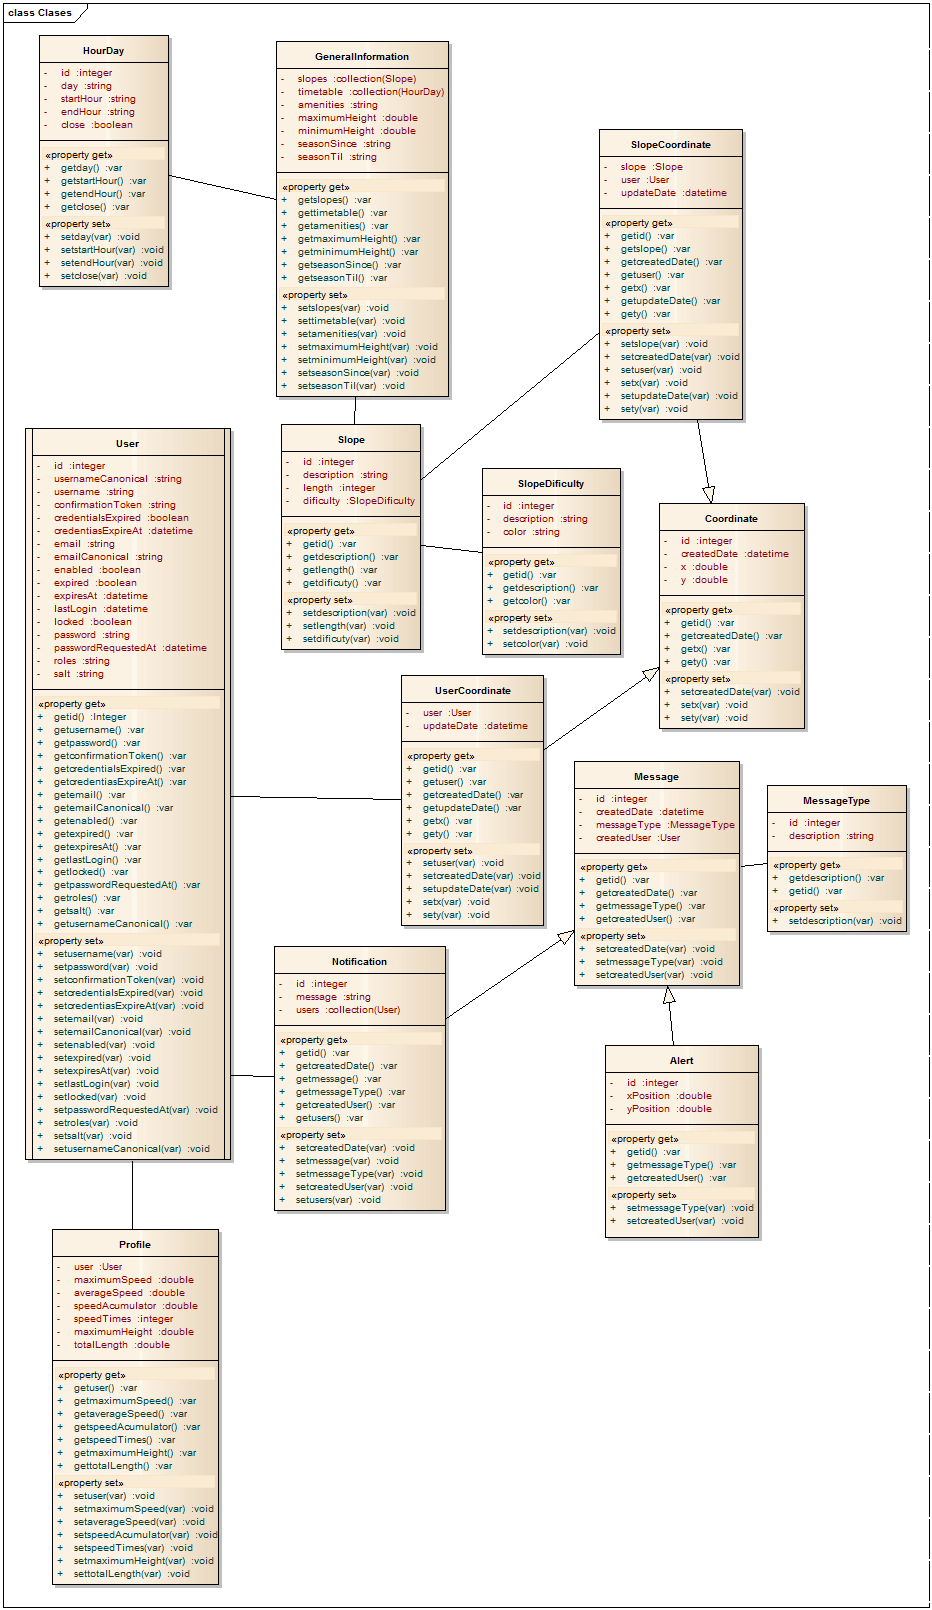 class Clases
HourDay
- id :integer
- day :string
- startHour :string
- endHour :string
- close :boolean
«property get»
+ getday() :var
+ getstartHour() :var
+ getendHour() :var
+ getclose() :var
«property set»
+ setday(var) :void
+ setstartHour(var) :void
+ setendHour(var) :void
+ setclose(var) :void
GeneralInformation
- slopes :collection(Slope)
- timetable :collection(HourDay)
- amenities :string
- maximumHeight :double
- minimumHeight :double
- seasonSince :string
- seasonTil :string
«property get»
+ getslopes() :var
+ gettimetable() :var
+ getamenities() :var
+ getmaximumHeight() :var
+ getminimumHeight() :var
+ getseasonSince() :var
+ getseasonTil() :var
«property set»
+ setslopes(var) :void
+ settimetable(var) :void
+ setamenities(var) :void
+ setmaximumHeight(var) :void
+ setminimumHeight(var) :void
+ setseasonSince(var) :void
+ setseasonTil(var) :void
SlopeCoordinate
- slope :Slope
- user :User
- updateDate :datetime
«property get»
+ getid() :var
+ getslope() :var
+ getcreatedDate() :var
+ getuser() :var
+ getx() :var
+ getupdateDate() :var
+ gety() :var
«property set»
+ setslope(var) :void
+ setcreatedDate(var) :void
+ setuser(var) :void
+ setx(var) :void
+ setupdateDate(var) :void
+ sety(var) :void
User
- id :integer
- usernameCanonical :string
- username :string
- confirmationToken :string
- credentialsExpired :boolean
- credentiasExpireAt :datetime
- email :string
- emailCanonical :string
- enabled :boolean
- expired :boolean
- expiresAt :datetime
- lastLogin :datetime
- locked :boolean
- password :string
- passwordRequestedAt :datetime
- roles :string
- salt :string
«property get»
+ getid() :Integer
+ getusername() :var
+ getpassword() :var
+ getconfirmationToken() :var
+ getcredentialsExpired() :var
+ getcredentiasExpireAt() :var
+ getemail() :var
+ getemailCanonical() :var
+ getenabled() :var
+ getexpired() :var
+ getexpiresAt() :var
+ getlastLogin() :var
+ getlocked() :var
+ getpasswordRequestedAt() :var
+ getroles() :var
+ getsalt() :var
+ getusernameCanonical() :var
«property set»
+ setusername(var) :void
+ setpassword(var) :void
+ setconfirmationToken(var) :void
+ setcredentialsExpired(var) :void
+ setcredentiasExpireAt(var) :void
+ setemail(var) :void
+ setemailCanonical(var) :void
+ setenabled(var) :void
+ setexpired(var) :void
+ setexpiresAt(var) :void
+ setlastLogin(var) :void
+ setlocked(var) :void
+ setpasswordRequestedAt(var) :void
+ setroles(var) :void
+ setsalt(var) :void
+ setusernameCanonical(var) :void
Slope
- id :integer
- description :string
- length :integer
- dificulty :SlopeDificulty
«property get»
+ getid() :var
+ getdescription() :var
+ getlength() :var
+ getdificuty() :var
«property set»
+ setdescription(var) :void
+ setlength(var) :void
+ setdificuty(var) :void
SlopeDificulty
- id :integer
- description :string
- color :string
«property get»
+ getid() :var
+ getdescription() :var
+ getcolor() :var
«property set»
+ setdescription(var) :void
+ setcolor(var) :void
Coordinate
- id :integer
- createdDate :datetime
- x :double
- y :double
«property get»
+ getid() :var
+ getcreatedDate() :var
+ getx() :var
+ gety() :var
«property set»
+ setcreatedDate(var) :void
+ setx(var) :void
+ sety(var) :void
UserCoordinate
- user :User
- updateDate :datetime
«property get»
+ getid() :var
+ getuser() :var
+ getcreatedDate() :var
+ getupdateDate() :var
+ getx() :var
+ gety() :var
«property set»
+ setuser(var) :void
+ setcreatedDate(var) :void
+ setupdateDate(var) :void
+ setx(var) :void
+ sety(var) :void
Message
- id :integer
- createdDate :datetime
- messageType :MessageType
- createdUser :User
«property get»
+ getid() :var
+ getcreatedDate() :var
+ getmessageType() :var
+ getcreatedUser() :var
«property set»
+ setcreatedDate(var) :void
+ setmessageType(var) :void
+ setcreatedUser(var) :void
MessageType
- id :integer
- description :string
«property get»
+ getdescription() :var
+ getid() :var
«property set»
+ setdescription(var) :void
Notification
- id :integer
- message :string
- users :collection(User)
«property get»
+ getid() :var
+ getcreatedDate() :var
+ getmessage() :var
+ getmessageType() :var
+ getcreatedUser() :var
+ getusers() :var
«property set»
+ setcreatedDate(var) :void
+ setmessage(var) :void
+ setmessageType(var) :void
+ setcreatedUser(var) :void
+ setusers(var) :void
Alert
- id :integer
- xPosition :double
- yPosition :double
«property get»
+ getid() :var
+ getmessageType() :var
+ getcreatedUser() :var
«property set»
+ setmessageType(var) :void
+ setcreatedUser(var) :void
Profile
- user :User
- maximumSpeed :double
- averageSpeed :double
- speedAcumulator :double
- speedTimes :integer
- maximumHeight :double
- totalLength :double
«property get»
+ getuser() :var
+ getmaximumSpeed() :var
+ getaverageSpeed() :var
+ getspeedAcumulator() :var
+ getspeedTimes() :var
+ getmaximumHeight() :var
+ gettotalLength() :var
«property set»
+ setuser(var) :void
+ setmaximumSpeed(var) :void
+ setaverageSpeed(var) :void
+ setspeedAcumulator(var) :void
+ setspeedTimes(var) :void
+ setmaximumHeight(var) :void
+ settotalLength(var) :void